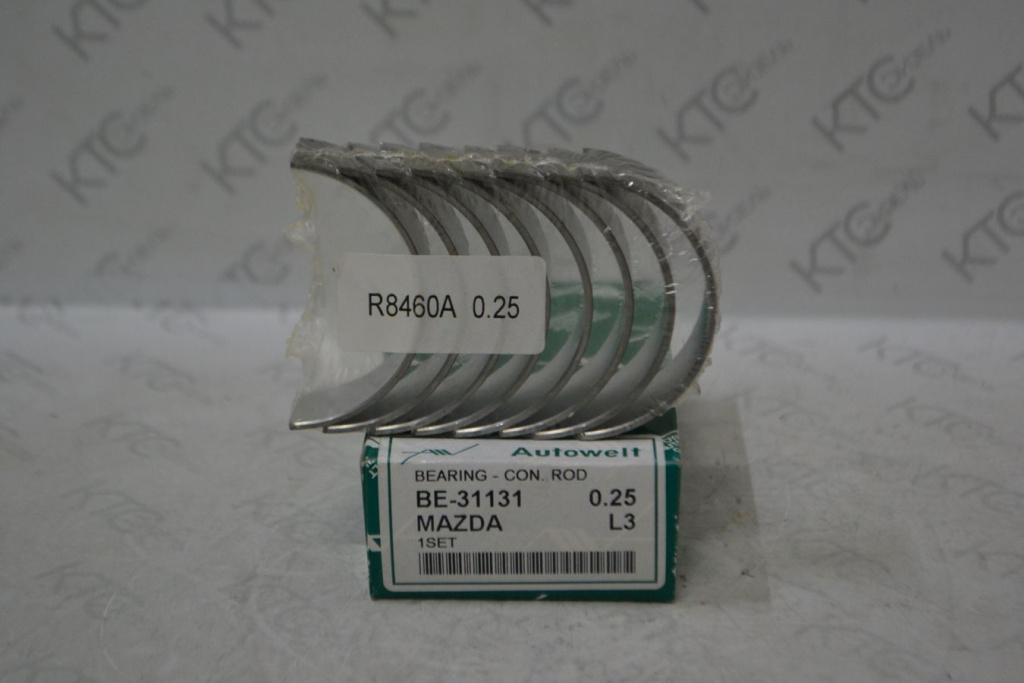 R8460A 0.25
Autowelt
BEARING - CON. ROD
BE-31131 0.25
MAZDA L3
1SET